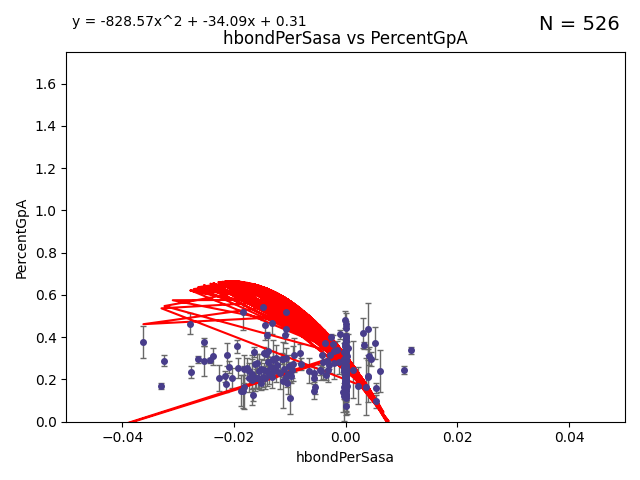 y = -828.57x^2 + -34.09x + 0.31
N = 526
hbondPerSasa vs PercentGpA
PercentGpA
1.6
1.4
1.2
1.0
0.8
0.6
0.4
0.2
0.0
−0.04
−0.02
0.00
0.02
0.04
hbondPerSasa